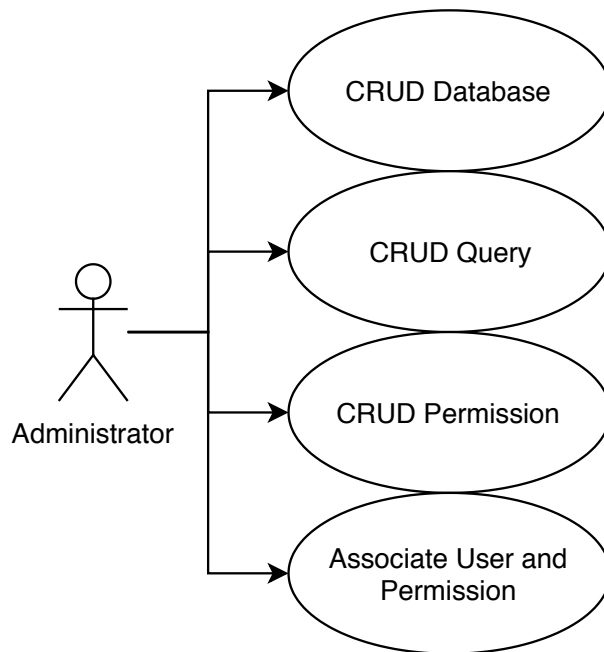 CRUD Database
CRUD Query
Administrator
CRUD Permission
Associate User and
Permission